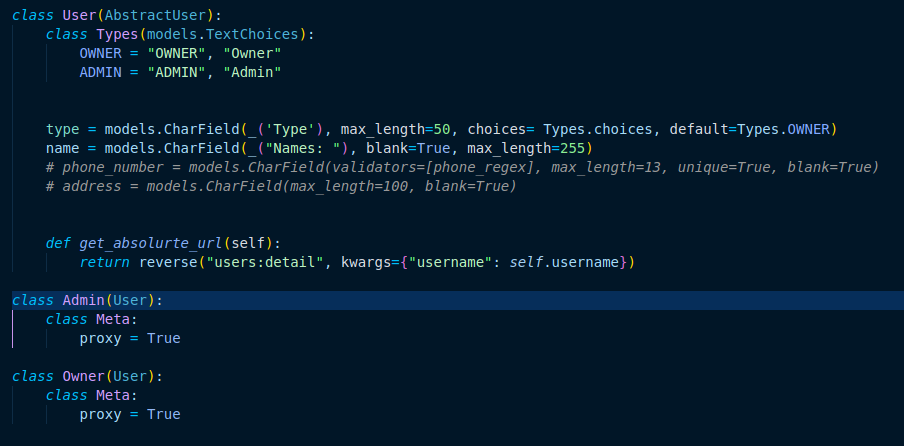 class User(AbstractUser):
    class Types(models.TextChoices):
        OWNER = "OWNER", "Owner"
        ADMIN = "ADMIN", "Admin"
    type = models.CharField(_('Type'), max_length=50, choices= Types.choices, default=Types.OWNER)
    name = models.CharField(_("Names: "), blank=True, max_length=255)
    # phone_number = models.CharField(validators=[phone_regex], max_length=13, unique=True, blank=True)
    # address = models.CharField(max_length=100, blank=True)
    def get_absolurte_url(self):
        return reverse("users:detail", kwargs={"username": self.username})
class Admin(User):
    class Meta:
        proxy = True
class Owner(User):
    class Meta:
        proxy = True